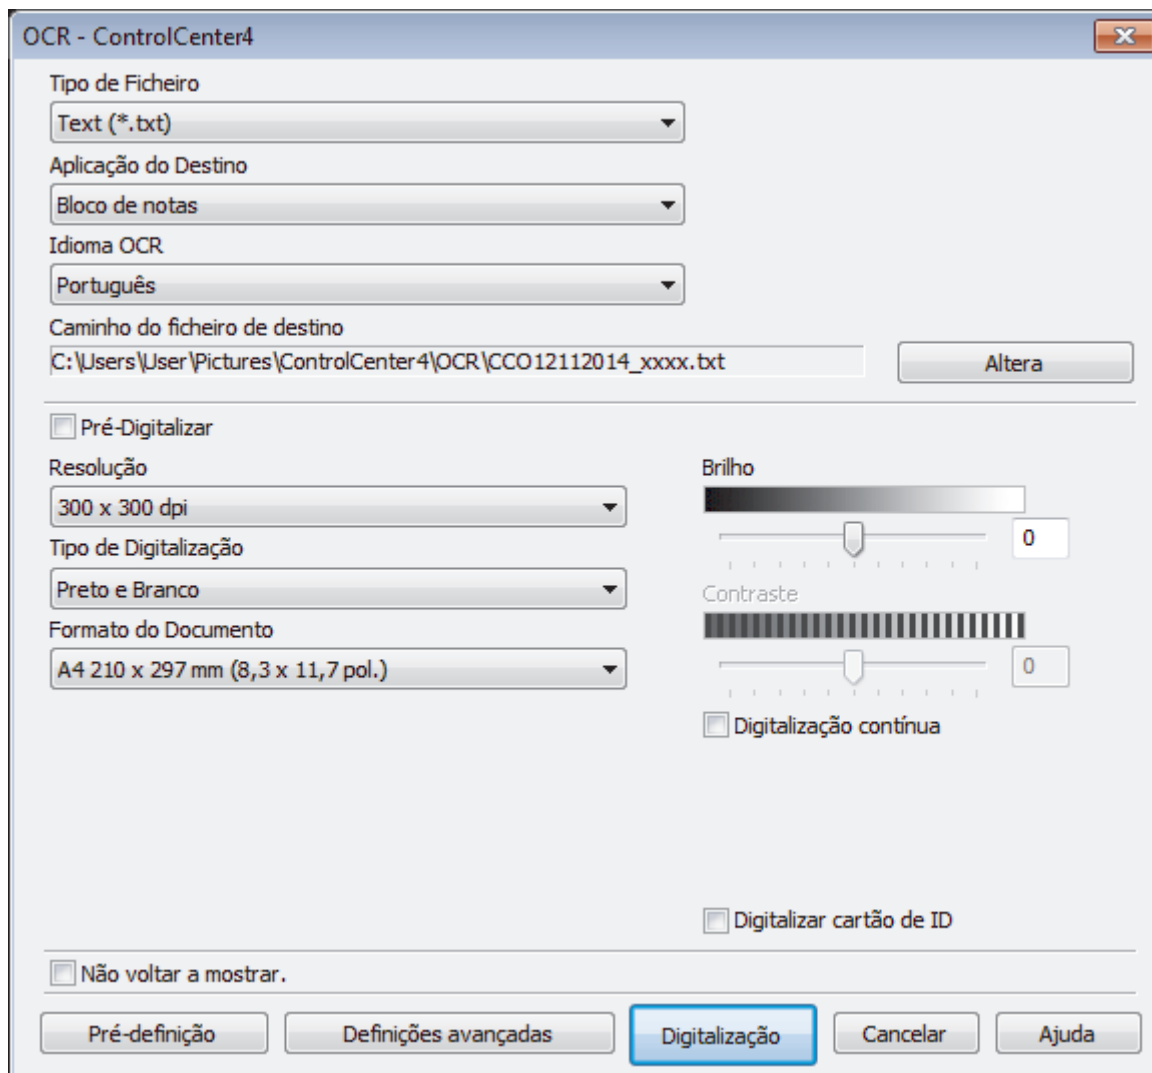 OCR - ControlCenter4
Tipo de Ficheiro
Text (*.txt)
Aplicação do Destino
Bloco de notas
Idioma OCR
Português
Caminho do ficheiro de destino
C:\Users\User\Pictures\ControlCenter4\OCR\CCO12112014_xxxx.txt
Altera
Pré-Digitalizar
Resolução
300 x 300 dpi
Tipo de Digitalização
Preto e Branco
Formato do Documento
A4 210 x 297 mm (8,3 x 11,7 pol.)
Brilho
0
Contraste
0
Digitalização contínua
Digitalizar cartão de ID
Não voltar a mostrar.
Pré-definição
Definições avançadas
Digitalização
Cancelar
Ajuda